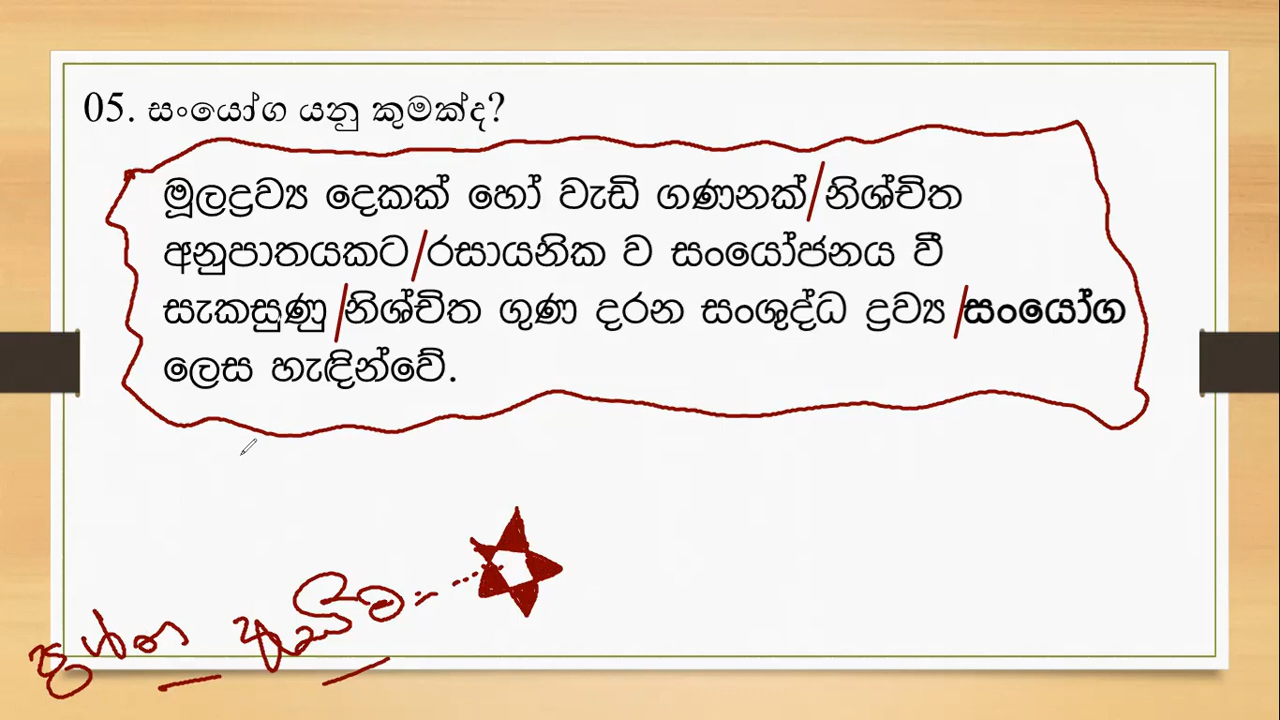 05. සංයෝග යනු කුමක්ද?
මූලද්‍රව්‍ය දෙකක් හෝ වැඩි ගණනක්/නිශ්චිත
අනුපාතයකට/රසායනික ව සංයෝජනය වී
සැකසුණු/නිශ්චිත ගුණ දරන සංශුද්ධ ද්‍රව්‍ය/සංයෝග
ලෙස හැඳින්වේ.